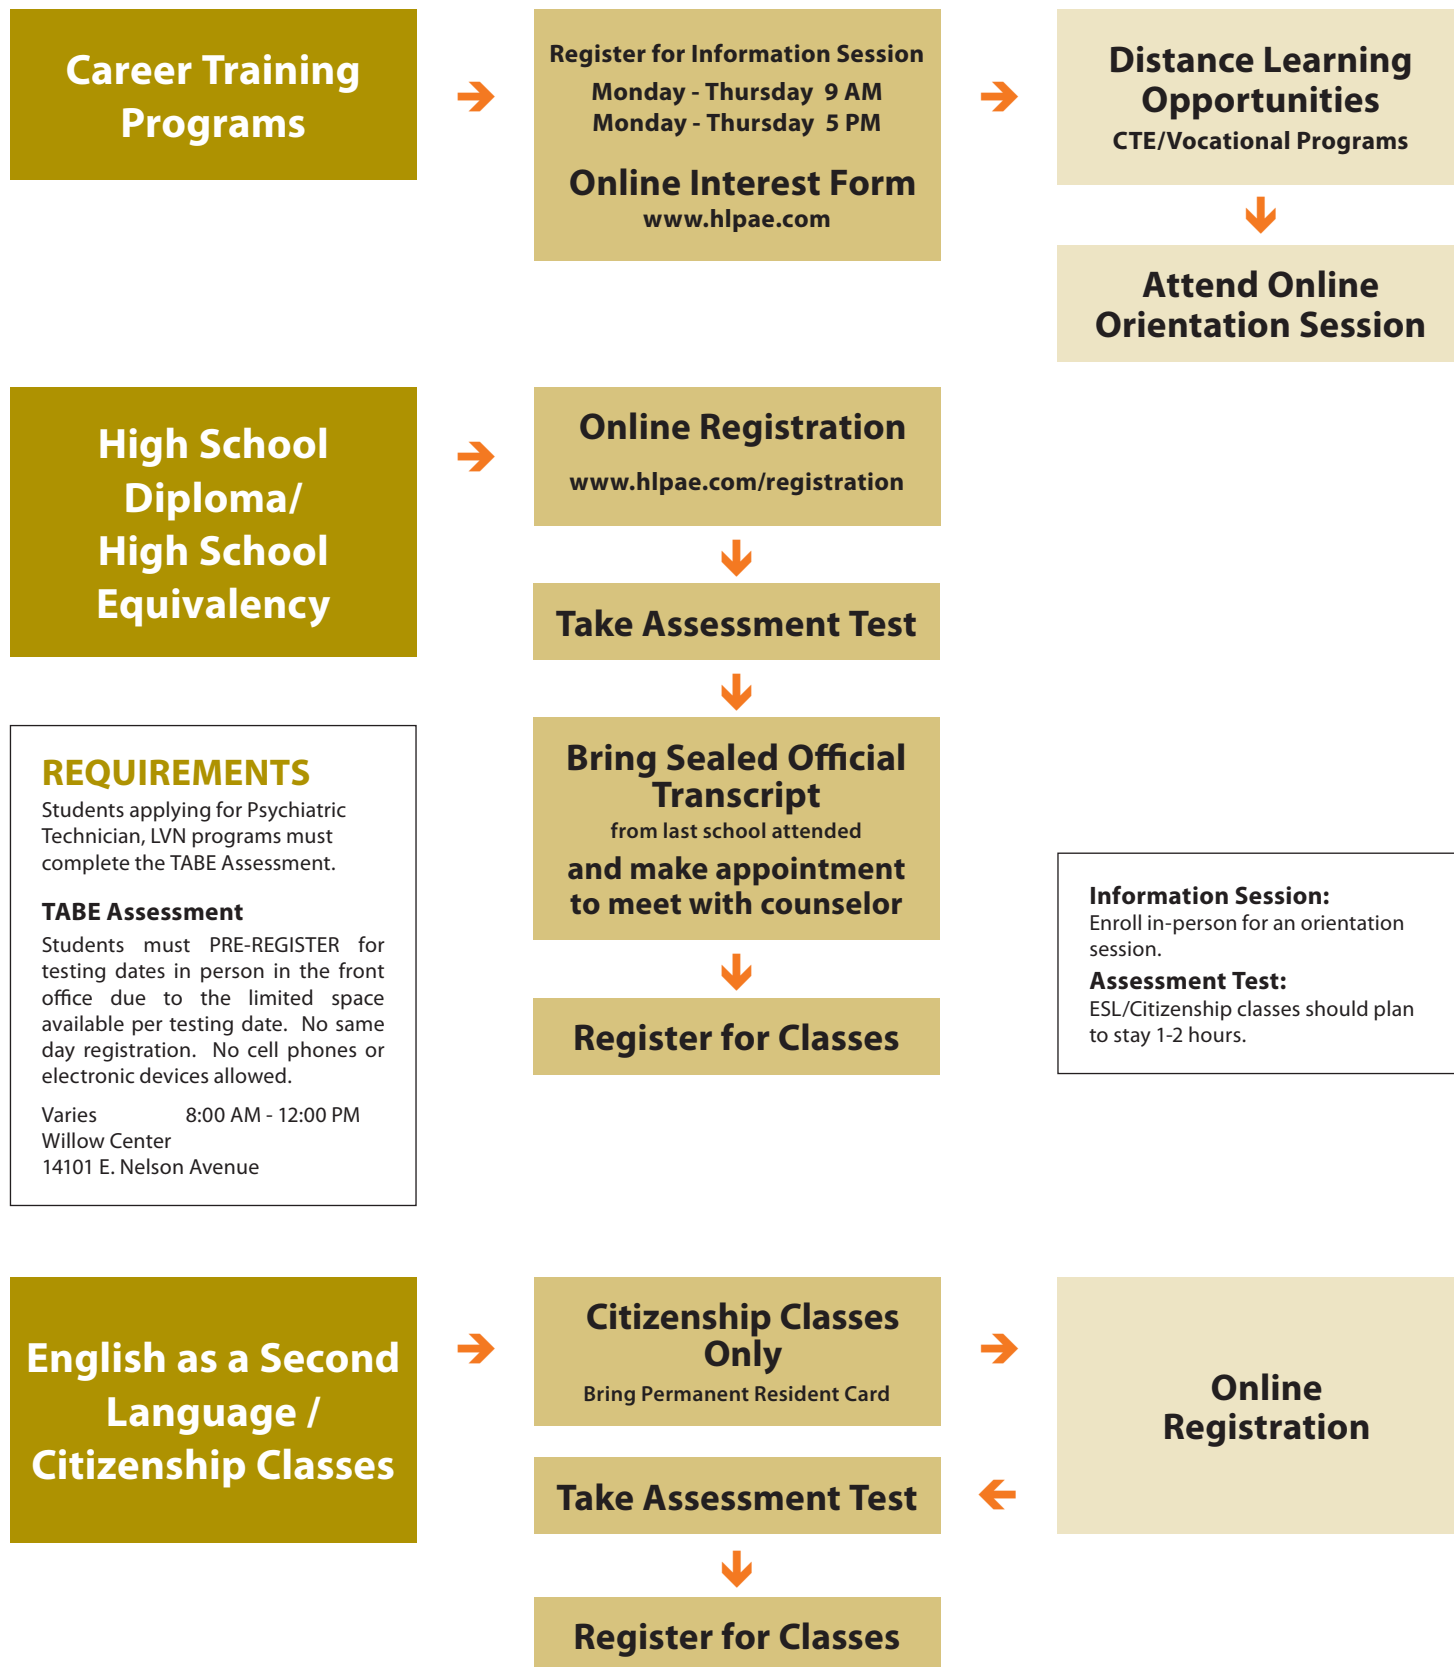 Career Training
Programs
Register for Information Session
Monday - Thursday 9 AM
Monday - Thursday 5 PM
Online Interest Form
www.hlpae.com
Distance Learning
Opportunities
CTE/Vocational Programs
Attend Online
Orientation Session
High School
Diploma/
High School
Equivalency
Online Registration
www.hlpae.com/registration
Take Assessment Test
Bring Sealed Official
Transcript
from last school attended
and make appointment
to meet with counselor
Register for Classes
REQUIREMENTS
Students applying for Psychiatric
Technician, LVN programs must
complete the TABE Assessment.
TABE Assessment
Students must PRE-REGISTER for
testing dates in person in the front
office due to the limited space
available per testing date. No same
day registration. No cell phones or
electronic devices allowed.
Varies 8:00 AM - 12:00 PM
Willow Center
14101 E. Nelson Avenue
Information Session:
Enroll in-person for an orientation
session.
Assessment Test:
ESL/Citizenship classes should plan
to stay 1-2 hours.
English as a Second
Language /
Citizenship Classes
Citizenship Classes
Only
Bring Permanent Resident Card
Online
Registration
Take Assessment Test
Register for Classes